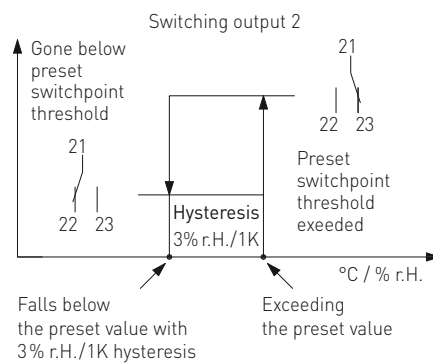 Switching output 2
Gone below
preset
switchpoint
threshold
21
22 23
21
22 23
Preset
switchpoint
threshold
exeeded
Hysteresis
3% r.H./1K
°C / % r.H.
Falls below
the preset value with
3% r.H./1K hysteresis
Exceeding
the preset value